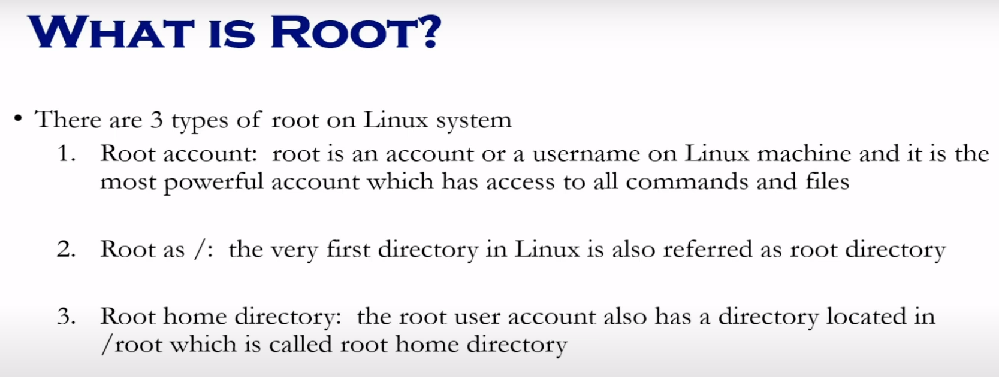 WHAT IS ROOT?
• There are 3 types of root on Linux system
1. Root account: root is an account or a username on Linux machine and it is the
most powerful account which has access to all commands and files
2. Root as /: the very first directory in Linux is also referred as root directory
3. Root home directory: the root user account also has a directory located in
/root which is called root home directory